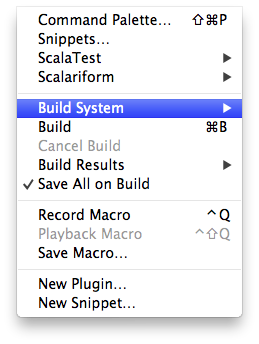 Command Palette... ⇧⌘P
Snippets...
ScalaTest ▶
Scalariform ▶
Build System ▶
Build ⌘B
Cancel Build
Build Results ▶
✓ Save All on Build
Record Macro ^Q
Playback Macro ^⇧Q
Save Macro...
New Plugin...
New Snippet...